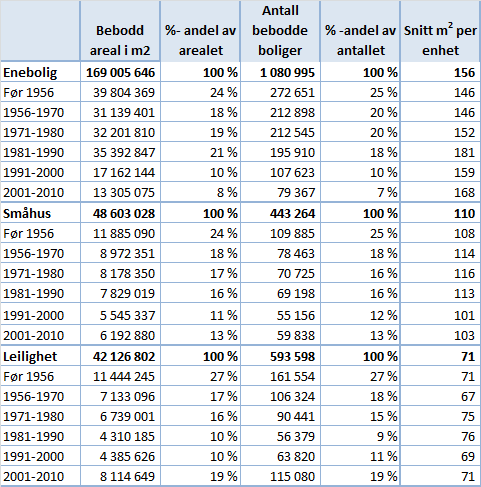 Bebodd areal i m2 %- andel av arealet Antall bebodde boliger % -andel av antallet Snitt m² per enhet
Enebolig 169 005 646 100 % 1 080 995 100 % 156
Før 1956 39 804 369 24 % 272 651 25 % 146
1956-1970 31 139 401 18 % 212 898 20 % 146
1971-1980 32 201 810 19 % 212 545 20 % 152
1981-1990 35 392 847 21 % 195 910 18 % 181
1991-2000 17 162 144 10 % 107 623 10 % 159
2001-2010 13 305 075 8 % 79 367 7 % 168
Småhus 48 603 028 100 % 443 264 100 % 110
Før 1956 11 885 090 24 % 109 885 25 % 108
1956-1970 8 972 351 18 % 78 463 18 % 114
1971-1980 8 178 350 17 % 70 725 16 % 116
1981-1990 7 829 019 16 % 69 198 16 % 113
1991-2000 5 545 337 11 % 55 156 12 % 101
2001-2010 6 192 880 13 % 59 838 13 % 103
Leilighet 42 126 802 100 % 593 598 100 % 71
Før 1956 11 444 245 27 % 161 554 27 % 71
1956-1970 7 133 096 17 % 106 324 18 % 67
1971-1980 6 739 001 16 % 90 441 15 % 75
1981-1990 4 310 185 10 % 56 379 9 % 76
1991-2000 4 385 626 10 % 63 820 11 % 69
2001-2010 8 114 649 19 % 115 080 19 % 71